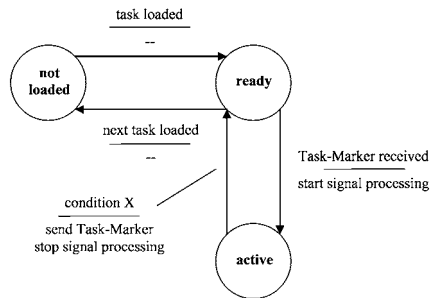 task loaded
--
not
loaded
ready
next task loaded
--
Task-Marker received
start signal processing
condition X
send Task-Marker
stop signal processing
active